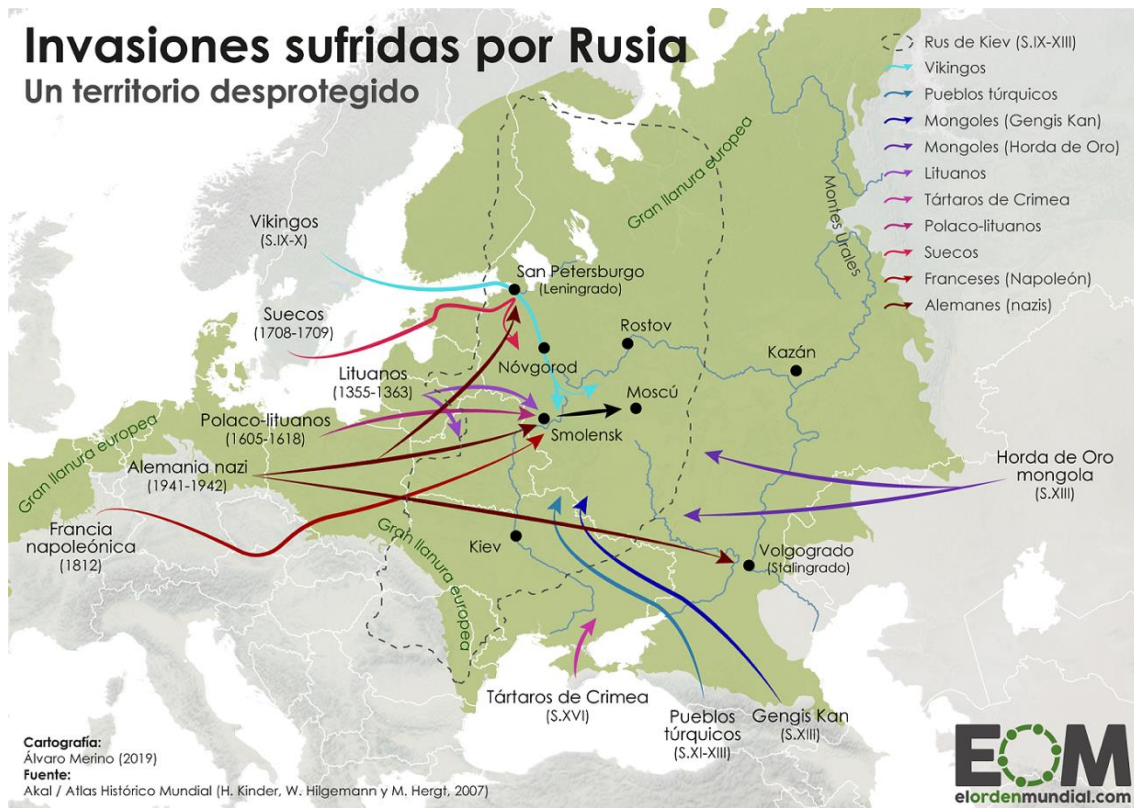 Invasiones sufridas por Rusia
Un territorio desprotegido
Rus de Kiev (S.IX-XIII)
Vikingos
Pueblos túrquicos
Mongoles (Gengis Kan)
Mongoles (Horda de Oro)
Lituanos
Tártaros de Crimea
Polaco-lituanos
Suecos
Franceses (Napoleón)
Alemanes (nazis)
Gran llanura europea
Montes Urales
Vikingos
(S.IX-X)
San Petersburgo
(Leningrado)
Suecos
(1708-1709)
Rostov
Nóvgorod
Kazán
Lituanos
(1355-1363)
Moscú
Polaco-lituanos
(1605-1618)
Smolensk
Gran llanura europea
Alemania nazi
(1941-1942)
Horda de Oro
mongola
(S.XIII)
Francia
napoleónica
(1812)
Gran llanura europea
Kiev
Volgogrado
(Stalingrado)
Tártaros de Crimea
(S.XVI)
Pueblos
túrquicos
(S.XI-XIII)
Gengis Kan
(S.XIII)
Cartografía:
Álvaro Merino (2019)
Fuente:
Akal / Atlas Histórico Mundial (H. Kinder, W. Hilgemann y M. Hergt, 2007)
EOM
elordenmundial.com